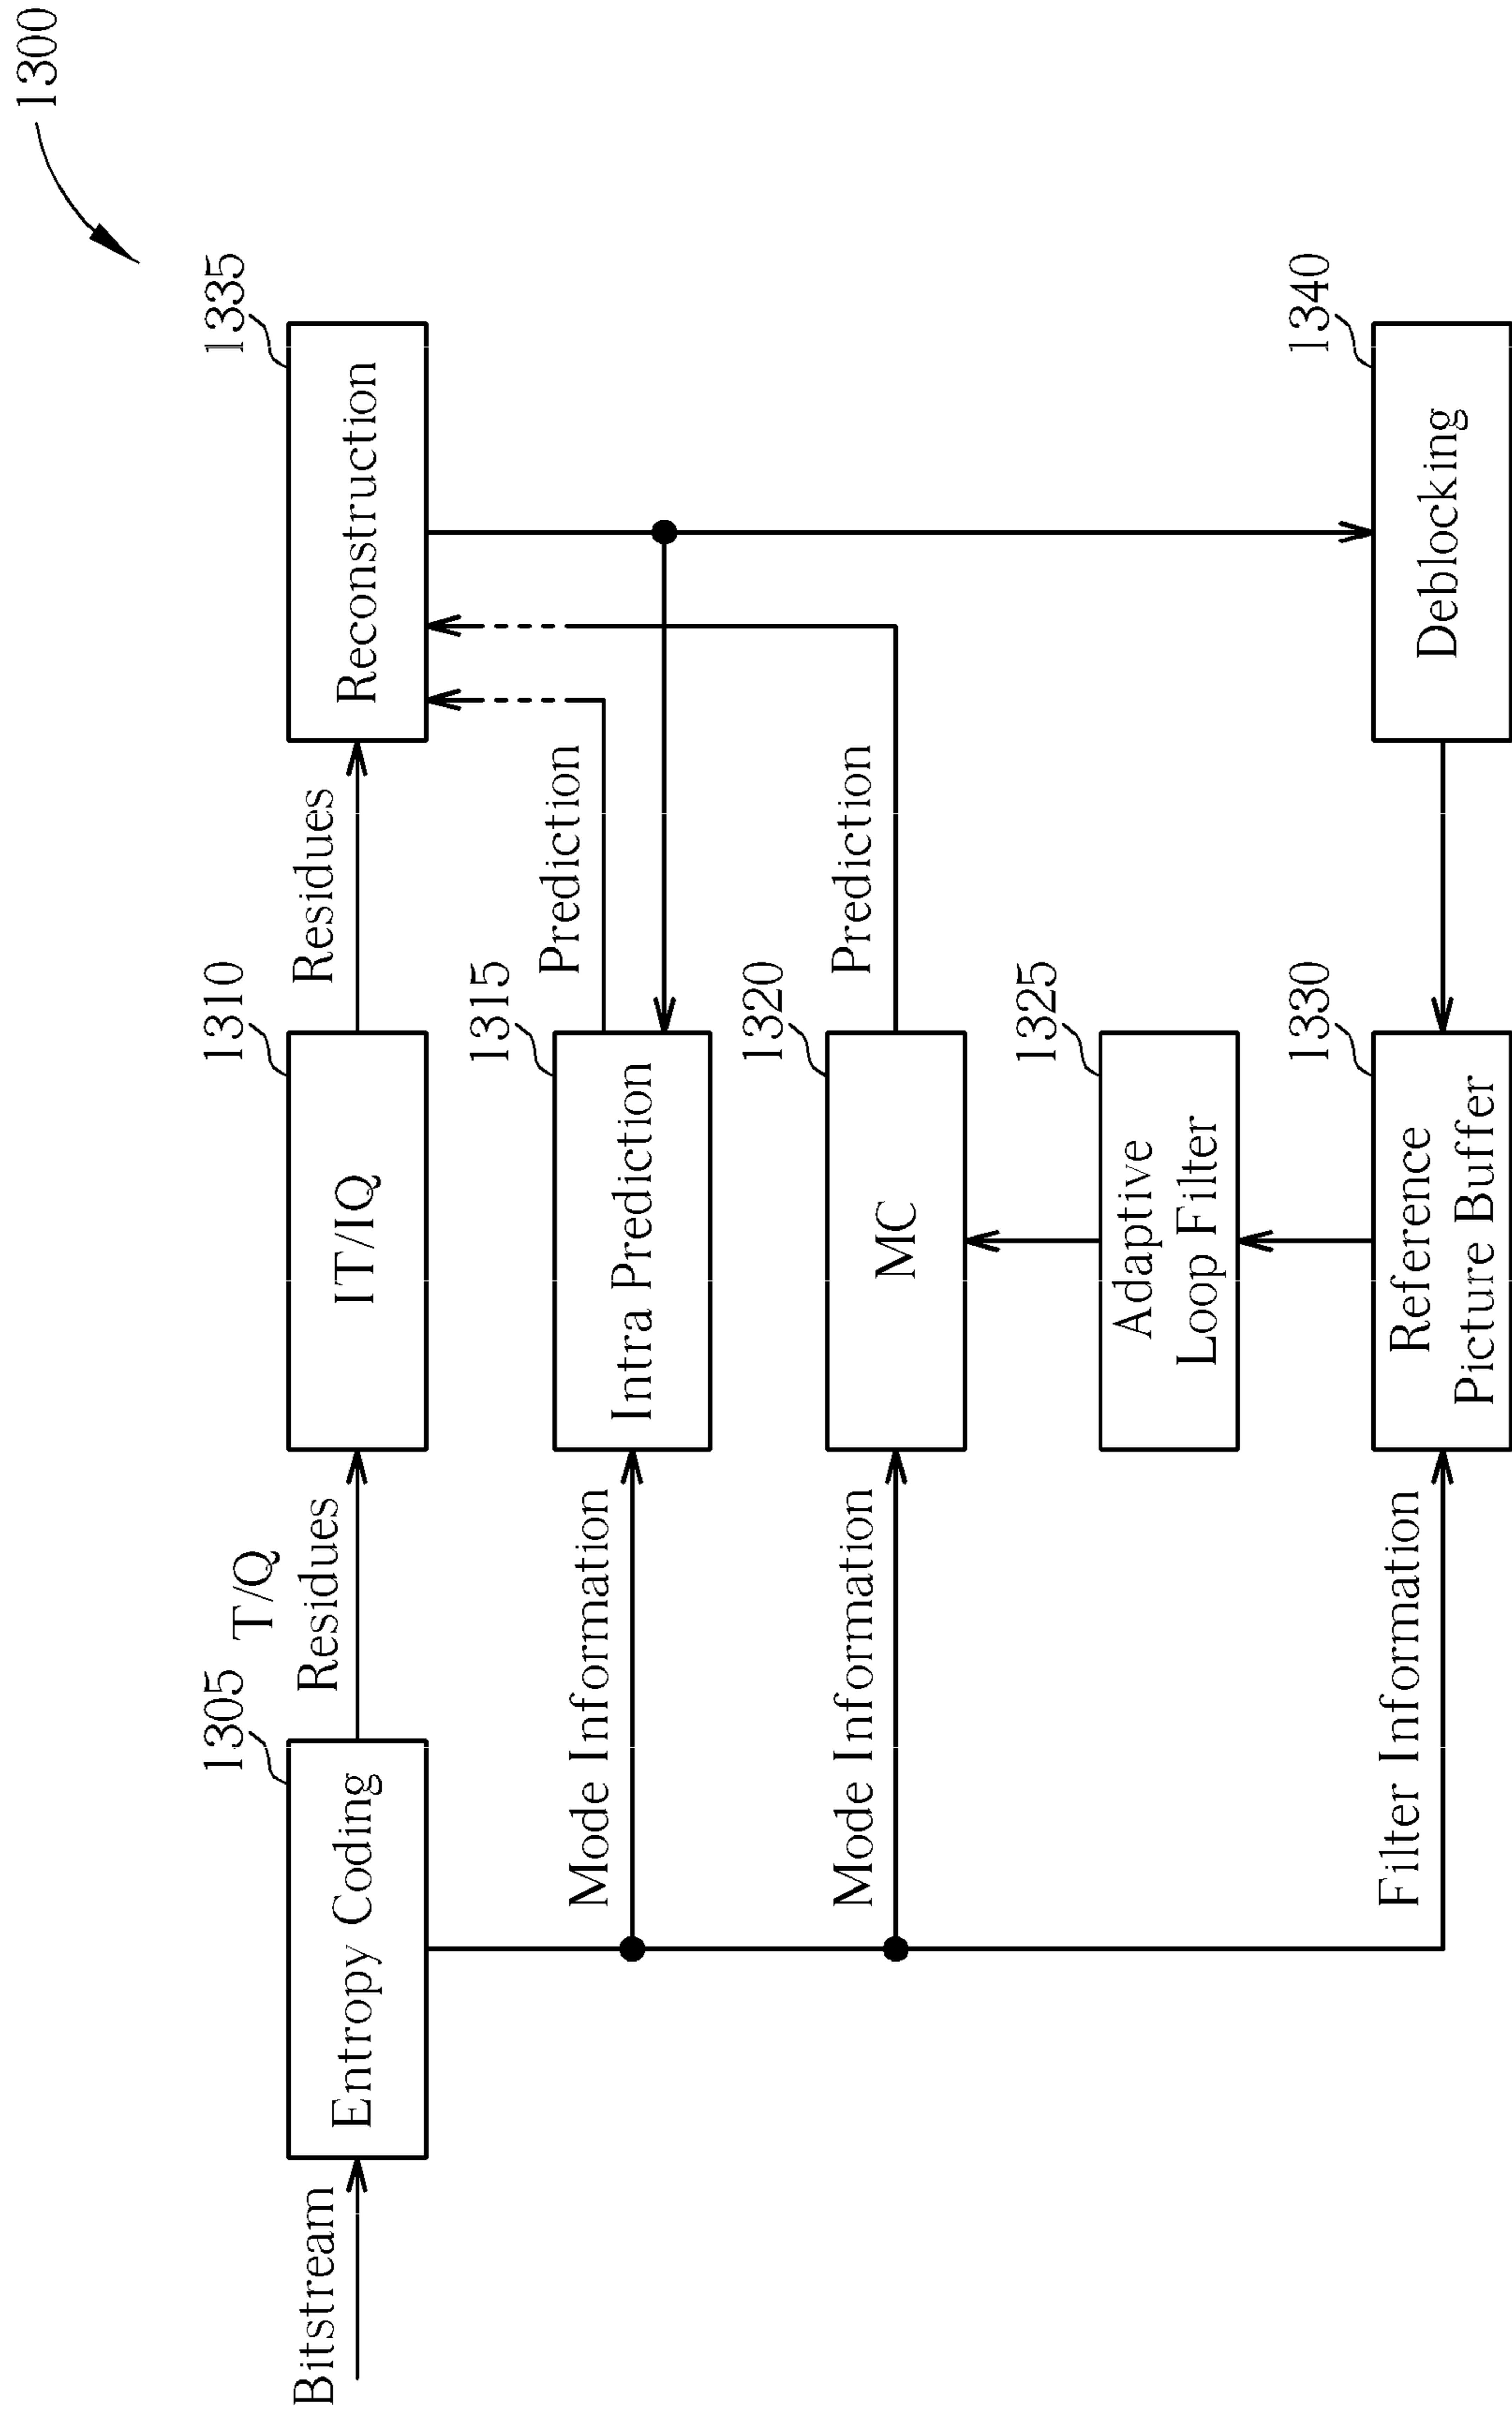 1300
1305
1310
1335
Bitstream
Entropy Coding
T/Q
Residues
IT/IQ
Residues
Reconstruction
1315
Mode Information
Intra Prediction
Prediction
1320
Mode Information
MC
Prediction
1325
Adaptive
Loop Filter
1330
1340
Filter Information
Reference
Picture Buffer
Deblocking